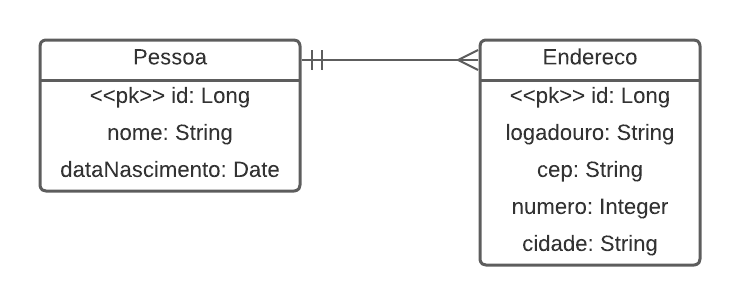 Pessoa
<<pk>> id: Long
nome: String
dataNascimento: Date
Endereco
<<pk>> id: Long
logadouro: String
cep: String
numero: Integer
cidade: String